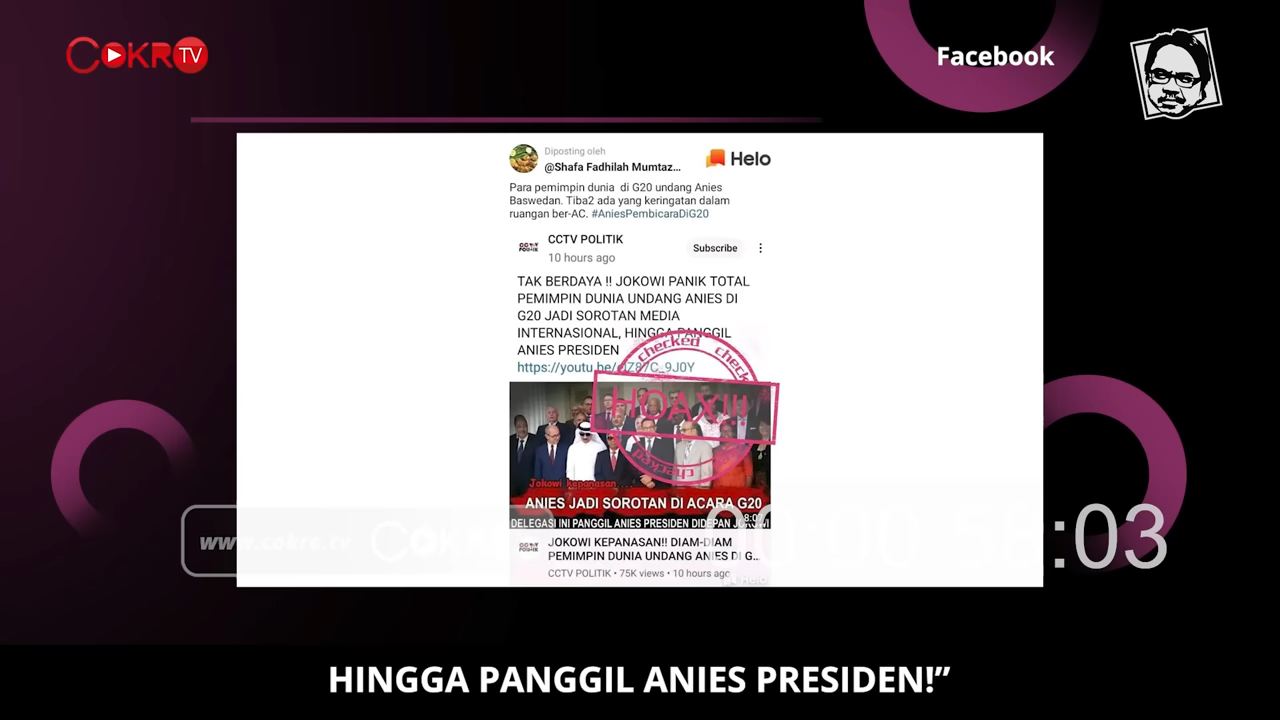 COKRO TV
Facebook
Diposting oleh
@Shafa Fadhilah Mumtaz...
Helo
Para pemimpin dunia di G20 undang Anies
Baswedan. Tiba2 ada yang keringatan dalam
ruangan ber-AC. #AniesPembicaraDiG20
CCTV POLITIK
10 hours ago
Subscribe
TAK BERDAYA !! JOKOWI PANIK TOTAL
PEMIMPIN DUNIA UNDANG ANIES DI
G20 JADI SOROTAN MEDIA
INTERNASIONAL, HINGGA PANGGIL
ANIES PRESIDEN
https://youtu.be/
Z87C_9J0Y
checked check
HOAX!!!
checked
Jokowi kepanasan....
ANIES JADI SOROTAN DI ACARA G20
DELEGASI INI PANGGIL ANIES PRESIDEN DIDEPAN JOKOWI
JOKOWI KEPANASAN!! DIAM-DIAM
PEMIMPIN DUNIA UNDANG ANIES DI G...
CCTV POLITIK • 75K views • 10 hours ago
Helo
www.cokro.tv
:03
HINGGA PANGGIL ANIES PRESIDEN!”